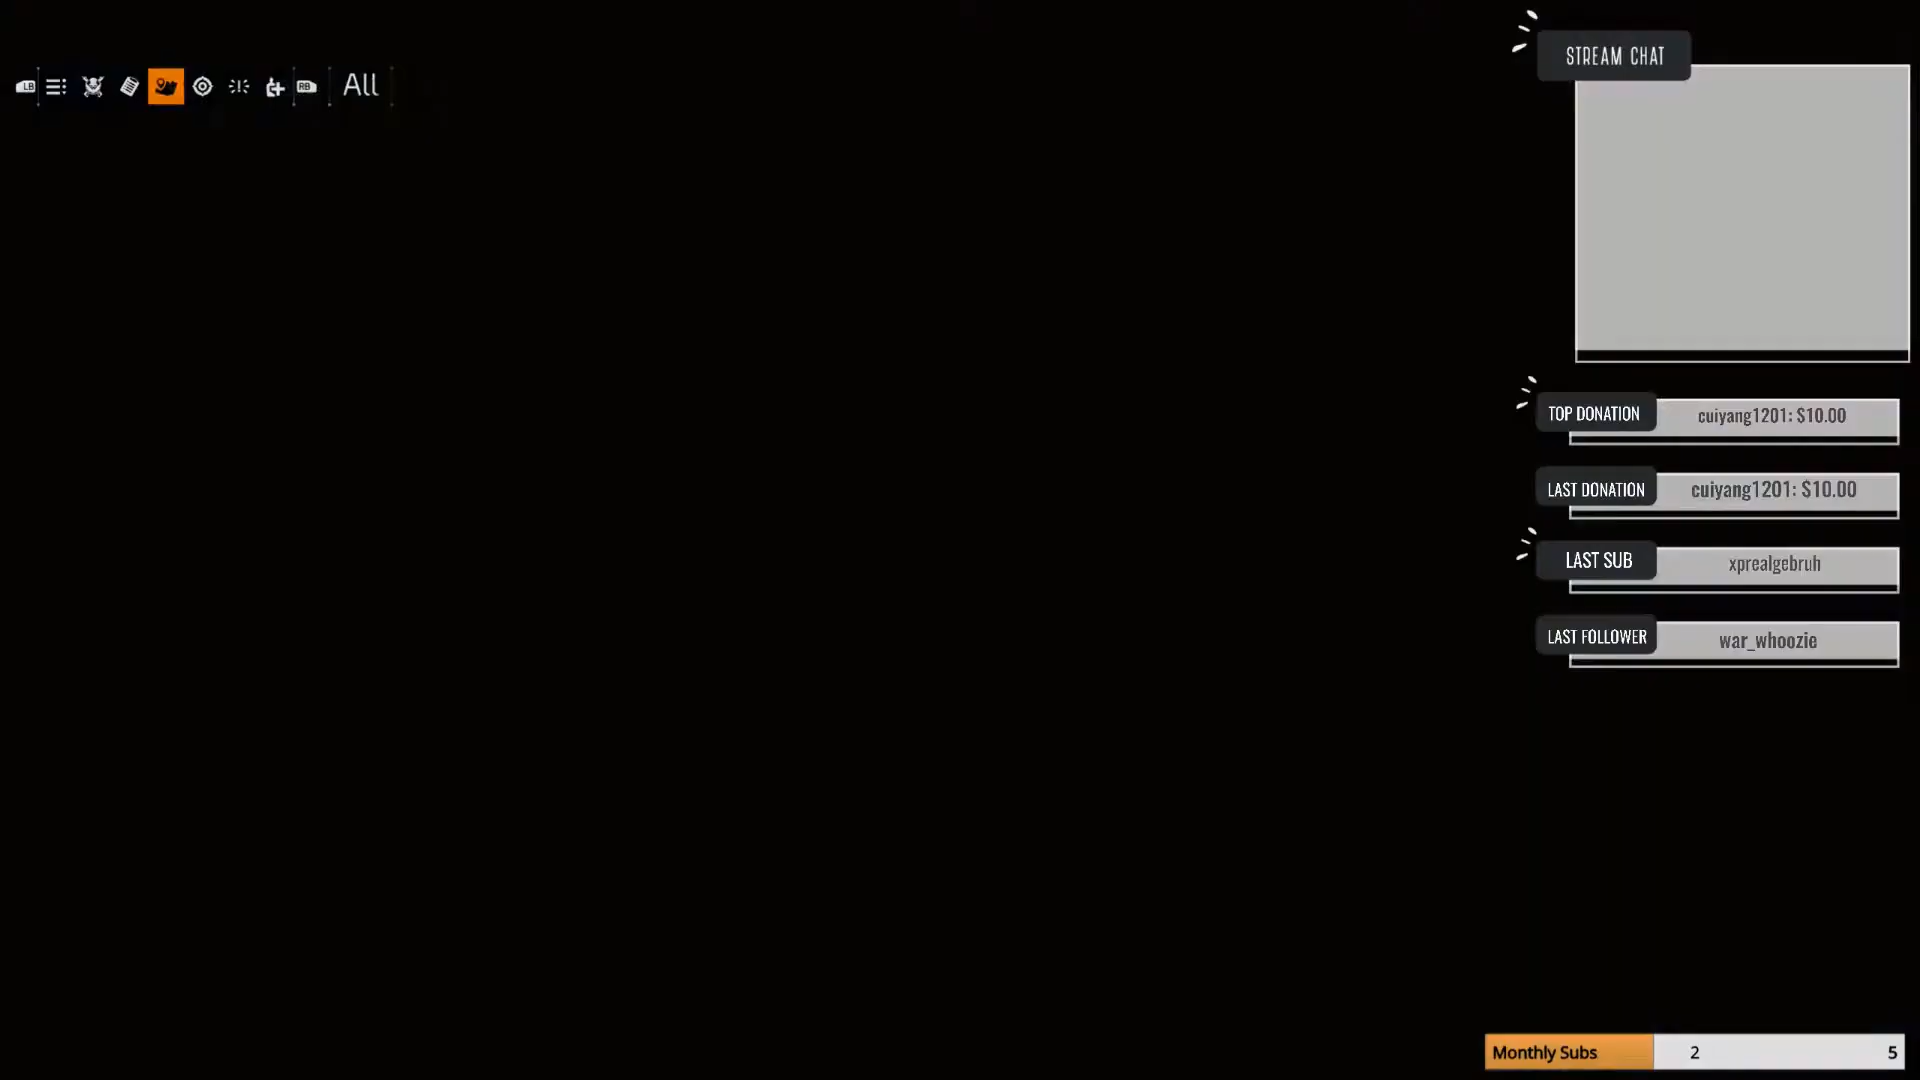 LB RB All
STREAM CHAT
TOP DONATION cuiyang1201: $10.00
LAST DONATION cuiyang1201: $10.00
LAST SUB xprealgebruh
LAST FOLLOWER war_whoozie
Monthly Subs 2 5